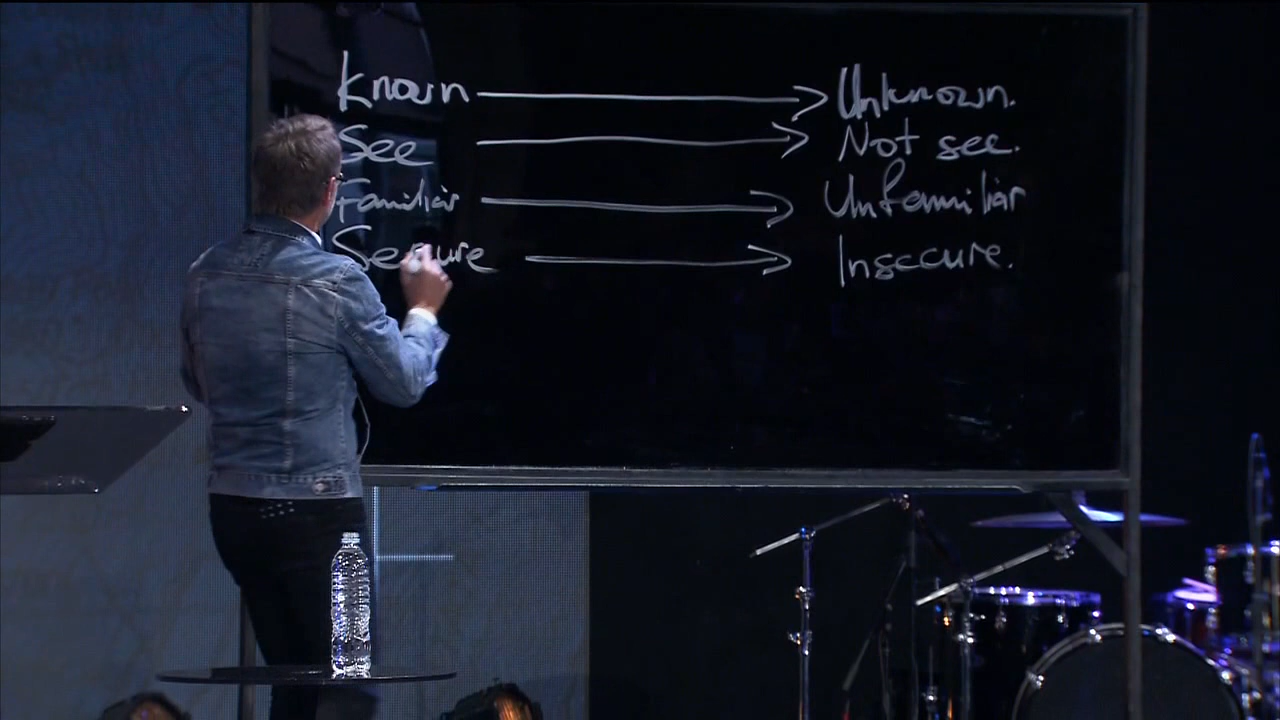 Known → Unknown.
See → Not see.
Familiar → Unfamiliar
Secure → Insecure.